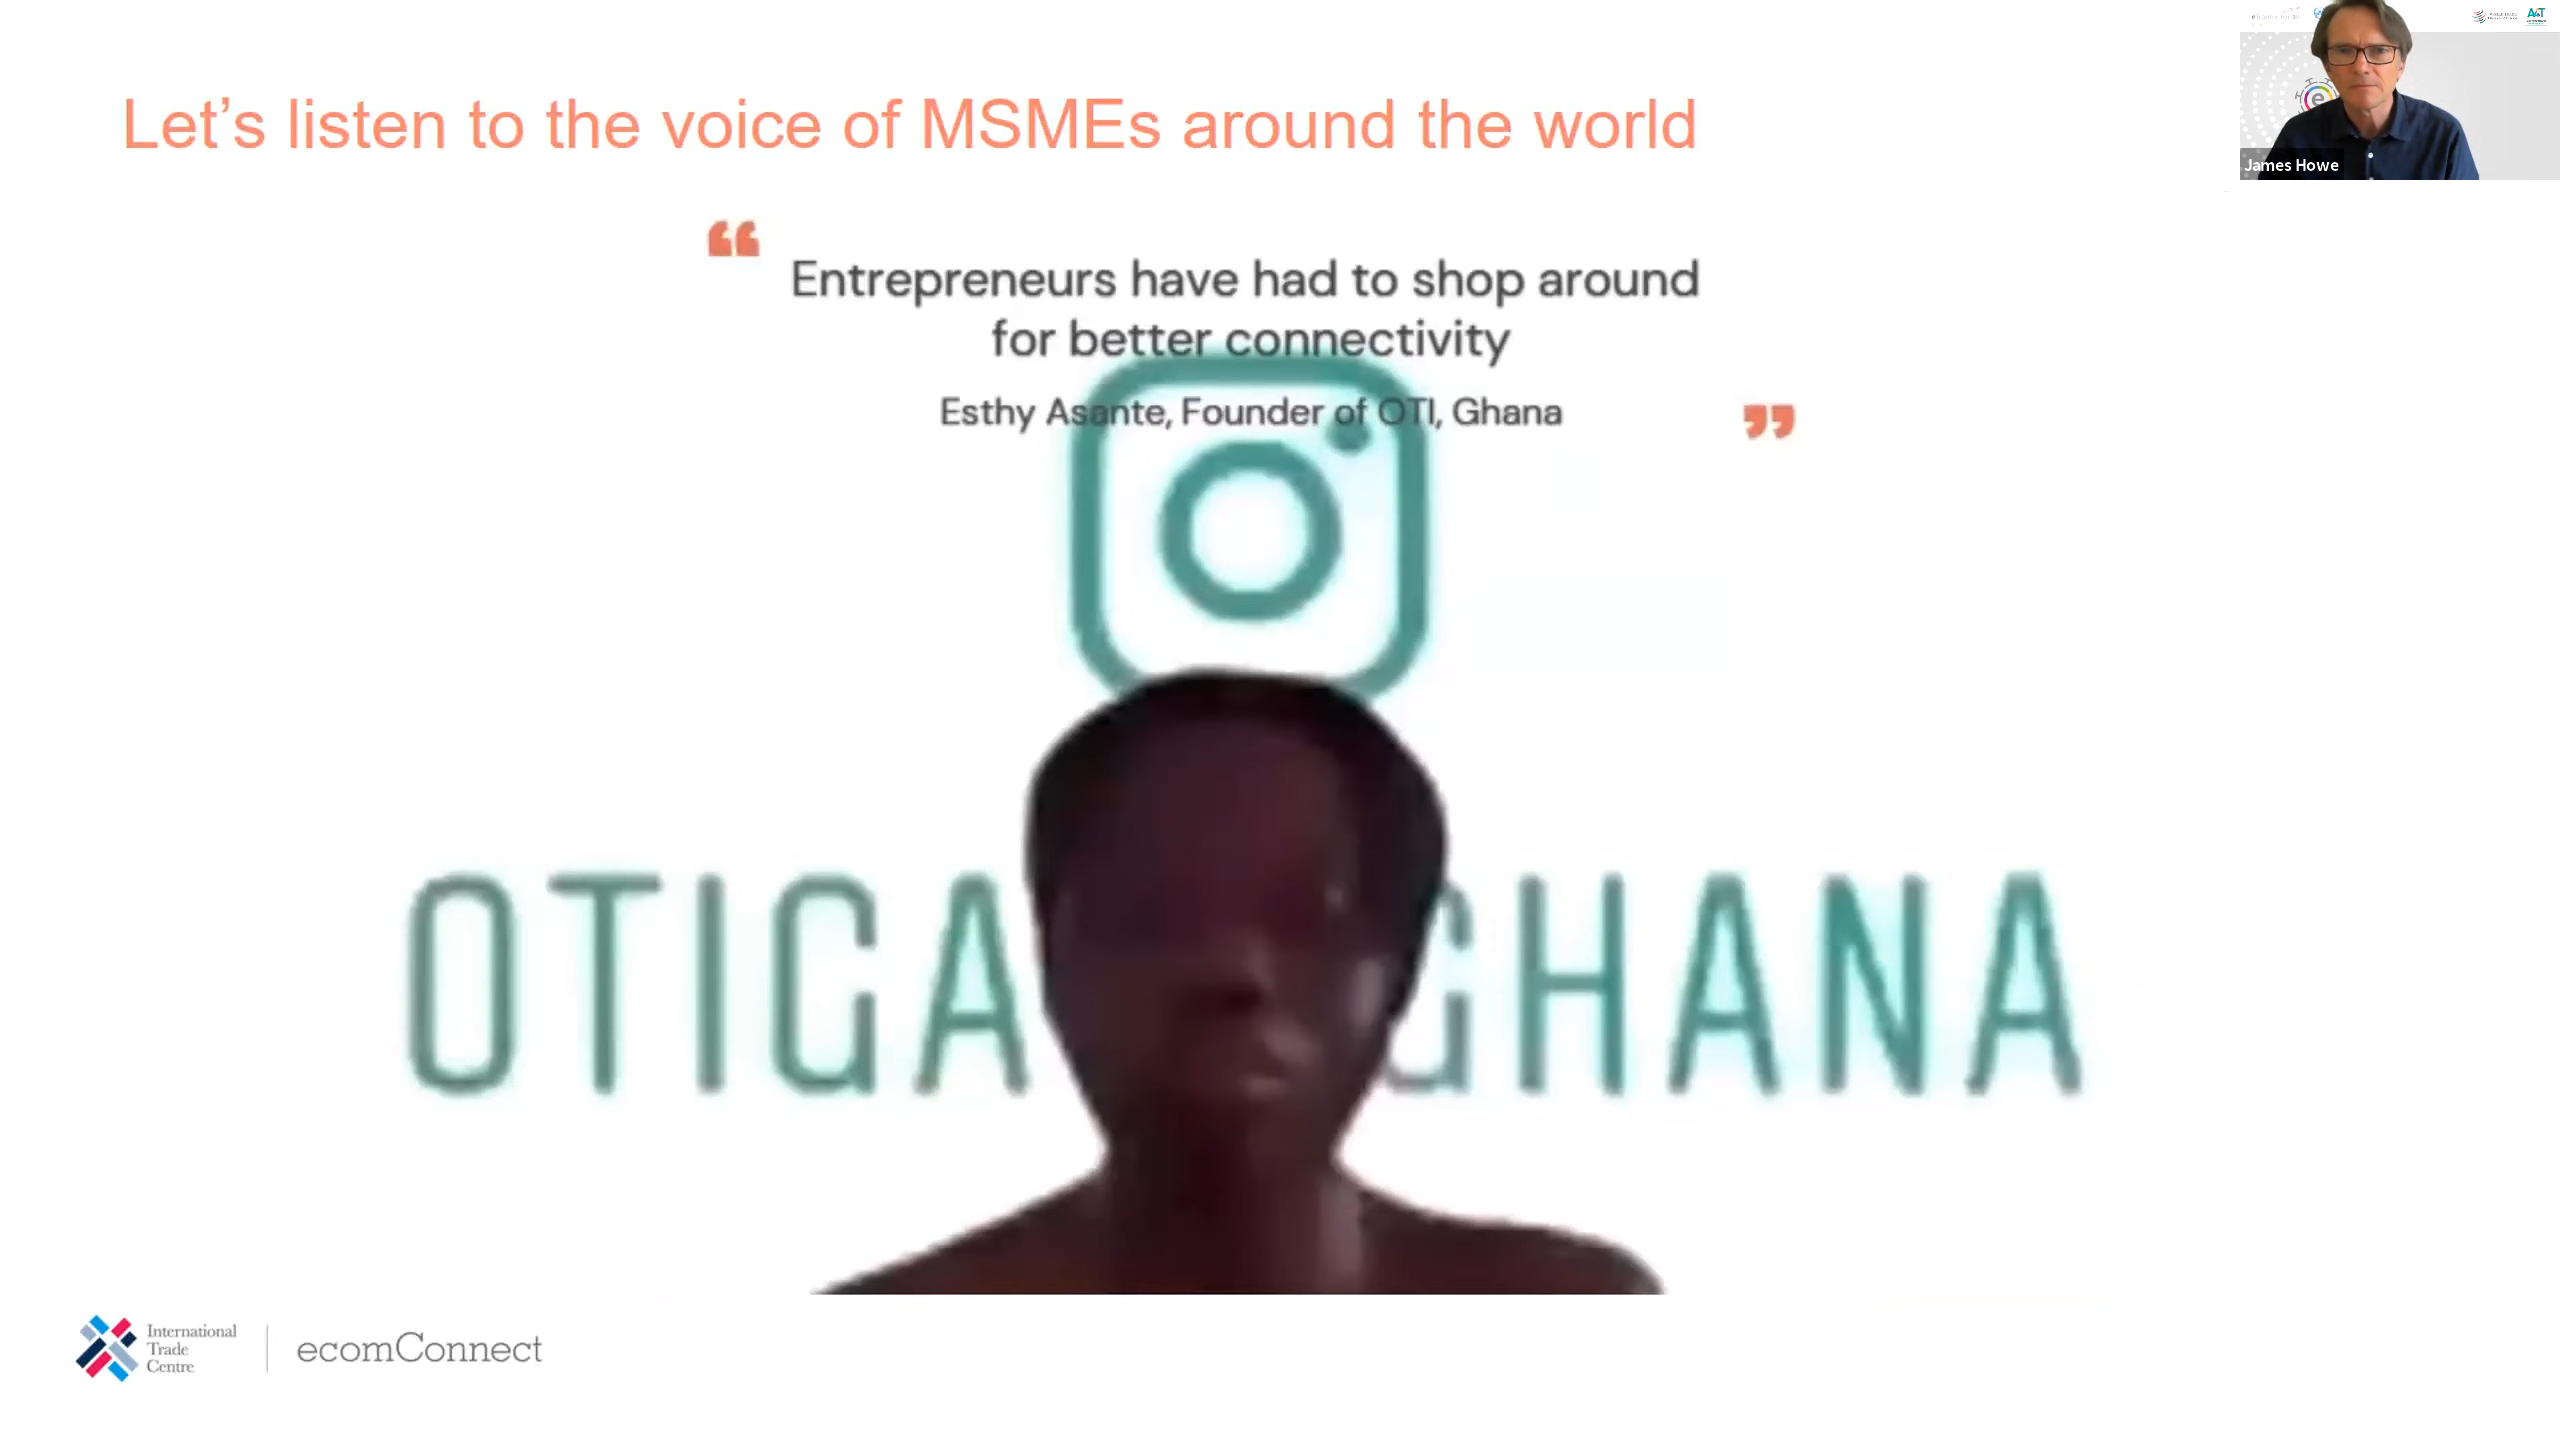 Let’s listen to the voice of MSMEs around the world
James Howe
“
Entrepreneurs have had to shop around
for better connectivity
Esthy Asante, Founder of OTI, Ghana
”
OTIGA GHANA
International
Trade
Centre
ecomConnect